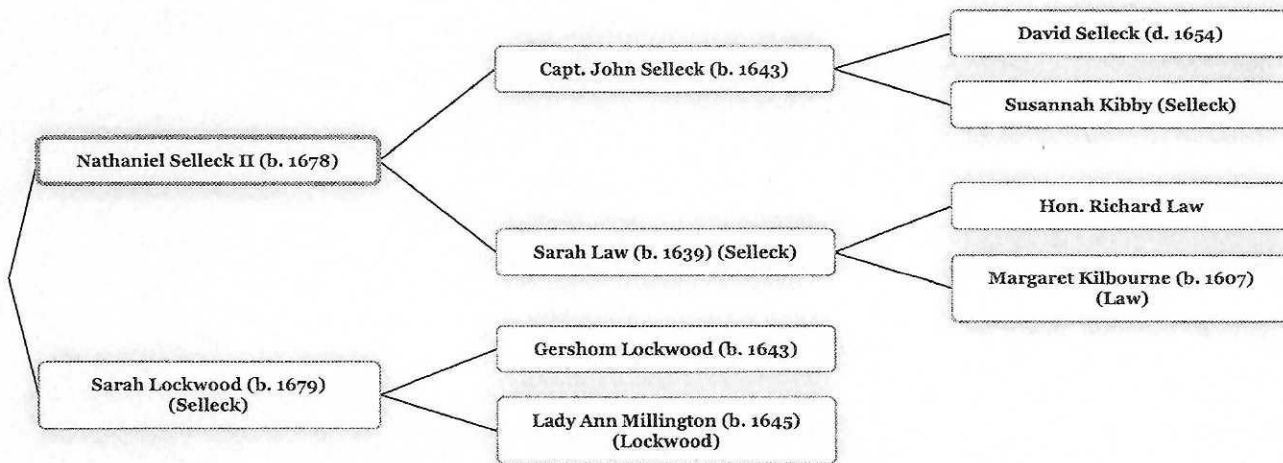 David Selleck (d. 1654)
Capt. John Selleck (b. 1643)
Susannah Kibby (Selleck)
Nathaniel Selleck II (b. 1678)
Hon. Richard Law
Sarah Law (b. 1639) (Selleck)
Margaret Kilbourne (b. 1607)
(Law)
Gershom Lockwood (b. 1643)
Sarah Lockwood (b. 1679)
(Selleck)
Lady Ann Millington (b. 1645)
(Lockwood)